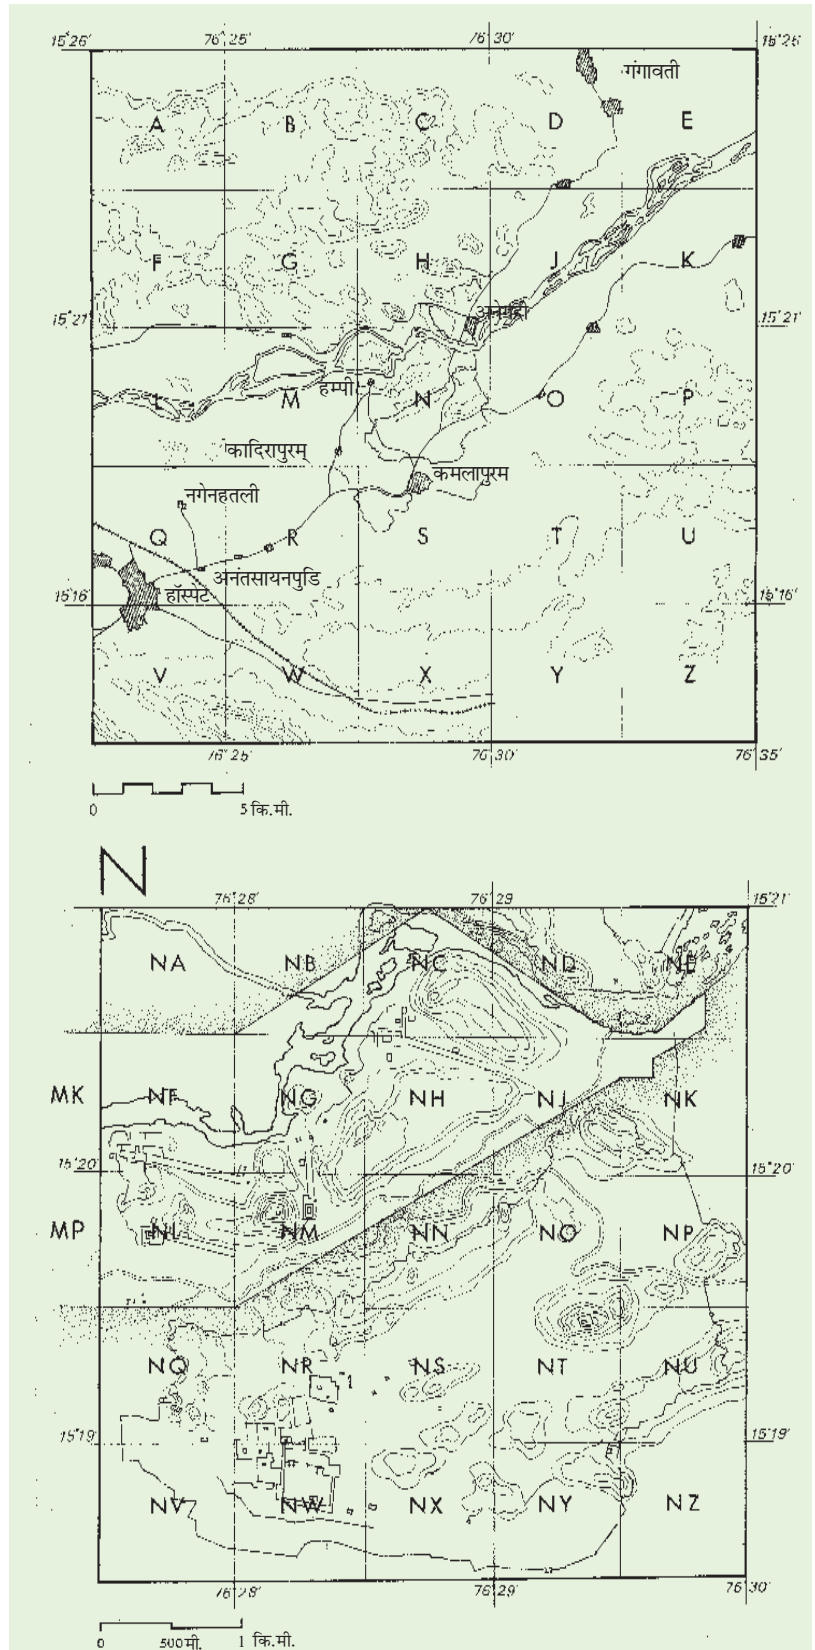 15°26' 76°25' 76°30' 15°26'
गंगावती
A B C D E
F G H J K
15°21' अनेगुंदी 15°21'
हम्पी
L M N O P
कादिरापुरम्
कमलापुरम
नगेनहतली
Q R S T U
अनंतसायनपुडि
15°16' हॉस्पेट 15°16'
V W X Y Z
76°25' 76°30' 76°35'
0 5 कि.मी.
N
76°28' 76°29' 15°21'
NA NB NC ND NE
MK NF NG NH NJ NK
15°20' 15°20'
MP NL NM NN NO NP
NQ NR NS NT NU
15°19' 15°19'
NV NW NX NY NZ
76°28' 76°29' 76°30'
0 500 मी. 1 कि.मी.